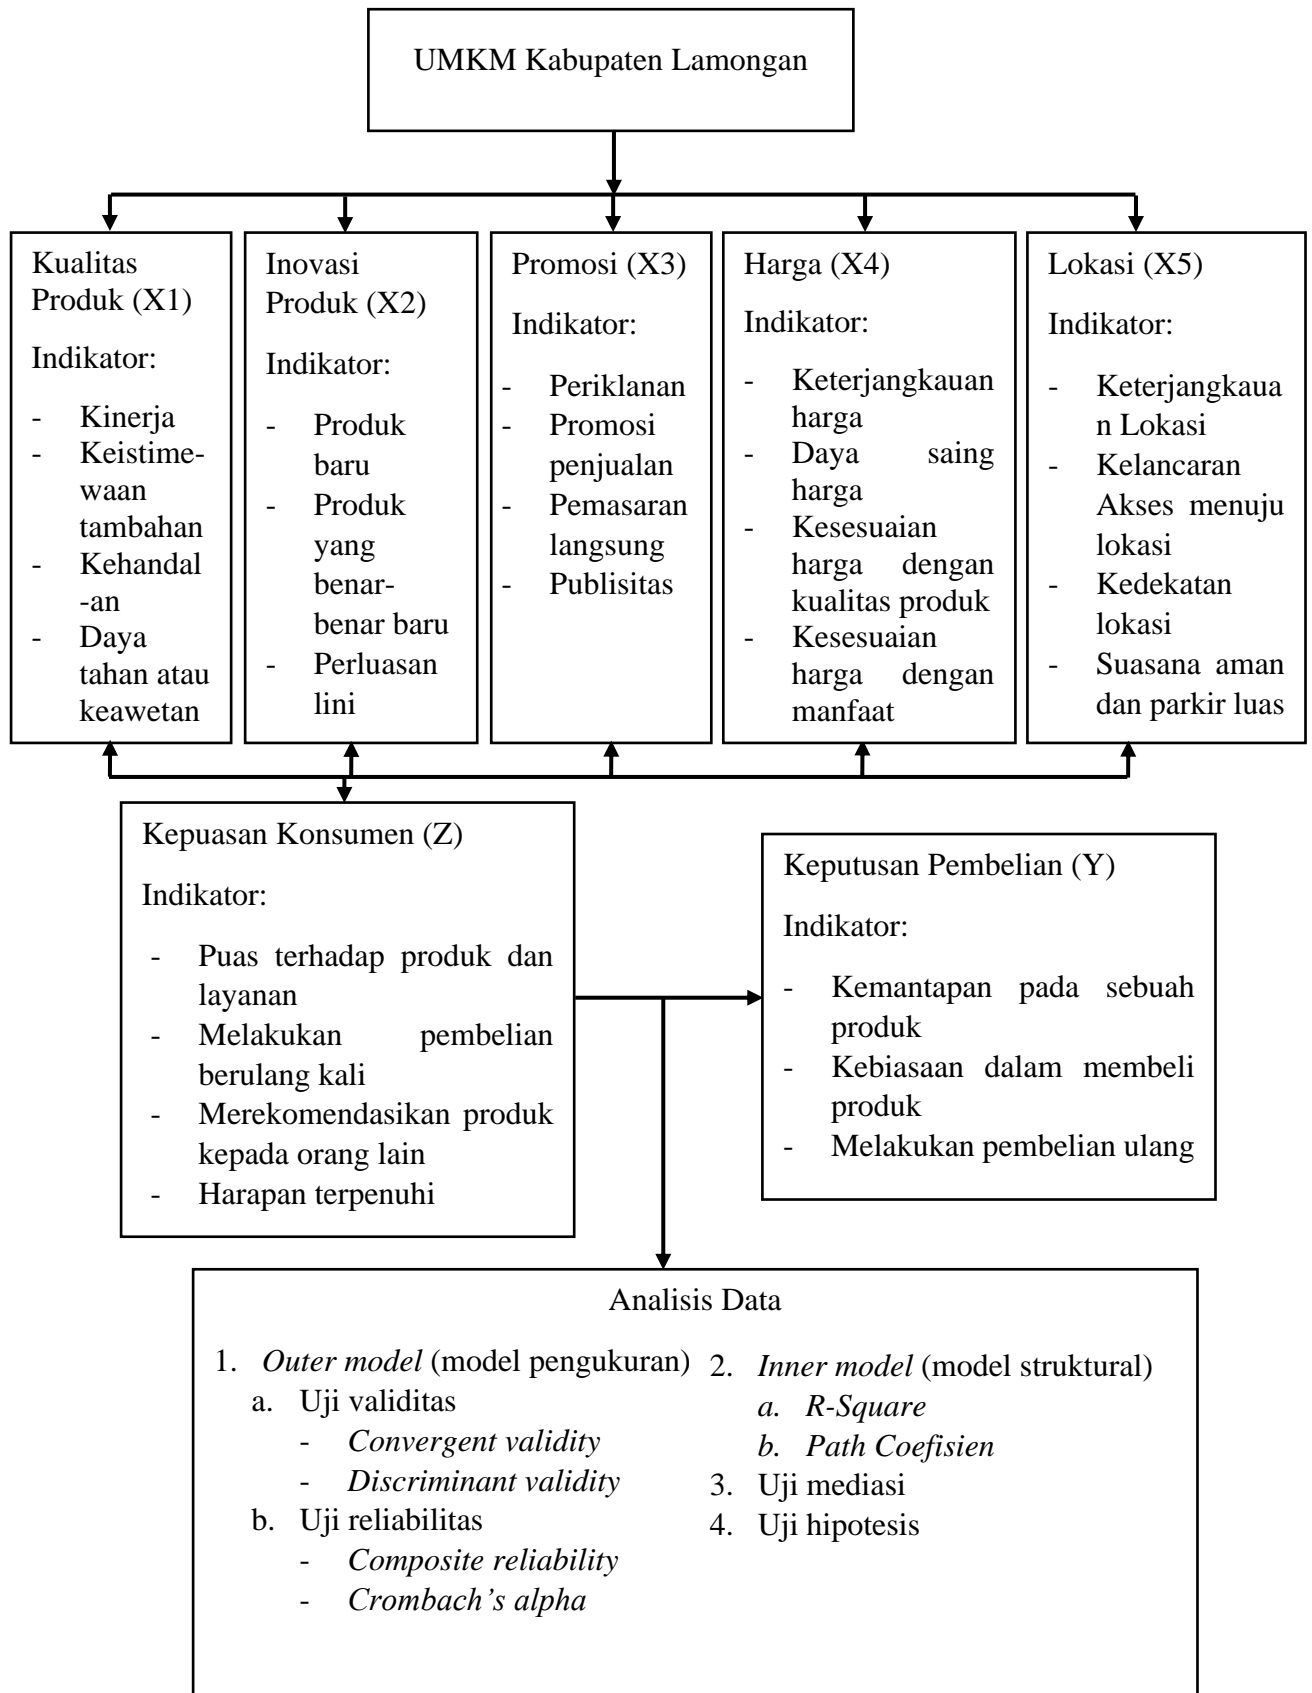 UMKM Kabupaten Lamongan
Kualitas
Produk (X1)
Indikator:
- Kinerja
- Keistime-
waan
tambahan
- Kehandal
-an
- Daya
tahan atau
keawetan
Inovasi
Produk (X2)
Indikator:
- Produk
baru
- Produk
yang
benar-
benar baru
- Perluasan
lini
Promosi (X3)
Indikator:
- Periklanan
- Promosi
penjualan
- Pemasaran
langsung
- Publisitas
Harga (X4)
Indikator:
- Keterjangkauan
harga
- Daya saing
harga
- Kesesuaian
harga dengan
kualitas produk
- Kesesuaian
harga dengan
manfaat
Lokasi (X5)
Indikator:
- Keterjangkaua
n Lokasi
- Kelancaran
Akses menuju
lokasi
- Kedekatan
lokasi
- Suasana aman
dan parkir luas
Kepuasan Konsumen (Z)
Indikator:
- Puas terhadap produk dan
layanan
- Melakukan pembelian
berulang kali
- Merekomendasikan produk
kepada orang lain
- Harapan terpenuhi
Keputusan Pembelian (Y)
Indikator:
- Kemantapan pada sebuah
produk
- Kebiasaan dalam membeli
produk
- Melakukan pembelian ulang
Analisis Data
1. Outer model (model pengukuran)
a. Uji validitas
- Convergent validity
- Discriminant validity
b. Uji reliabilitas
- Composite reliability
- Crombach’s alpha
2. Inner model (model struktural)
a. R-Square
b. Path Coefisien
3. Uji mediasi
4. Uji hipotesis